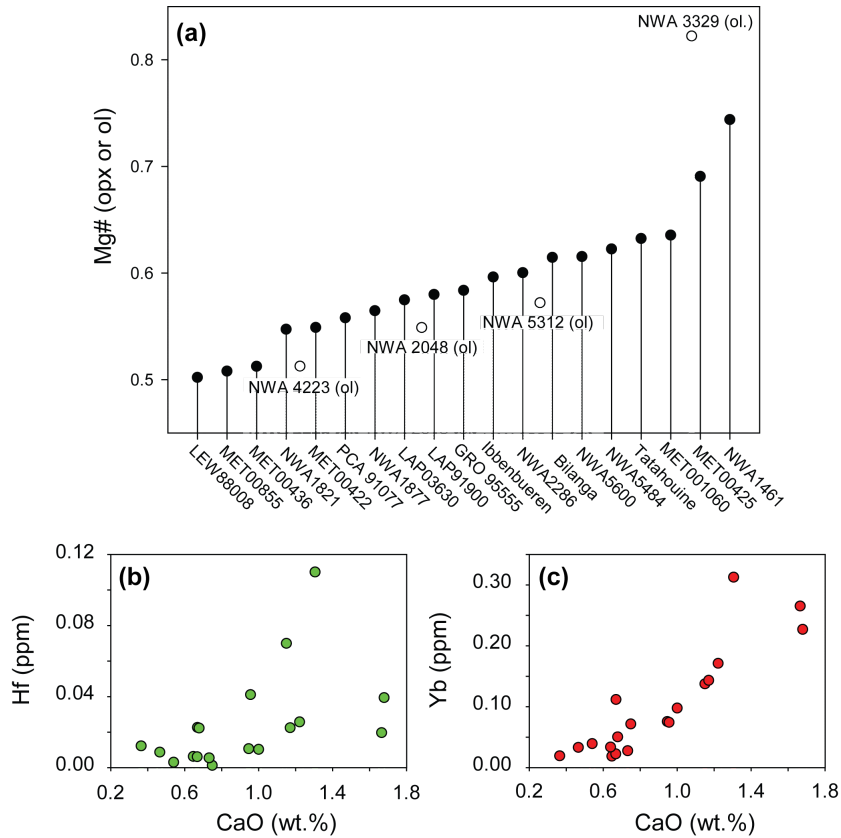 (a)
NWA 3329 (ol.)
0.8
0.7
0.6
0.5
Mg# (opx or ol)
NWA 5312 (ol)
NWA 2048 (ol)
NWA 4223 (ol)
LEW88008
MET00855
MET00436
NWA1821
MET00422
PCA 91077
NWA1877
LAP03630
LAP91900
GRO 95555
Ibbenbueren
NWA2286
Bilanga
NWA5600
NWA5484
Tatahouine
MET001060
MET00425
NWA1461
(b)
0.12
0.08
0.04
0.00
Hf (ppm)
0.2 0.6 1.0 1.4 1.8
CaO (wt.%)
(c)
0.30
0.20
0.10
0.00
Yb (ppm)
0.2 0.6 1.0 1.4 1.8
CaO (wt.%)